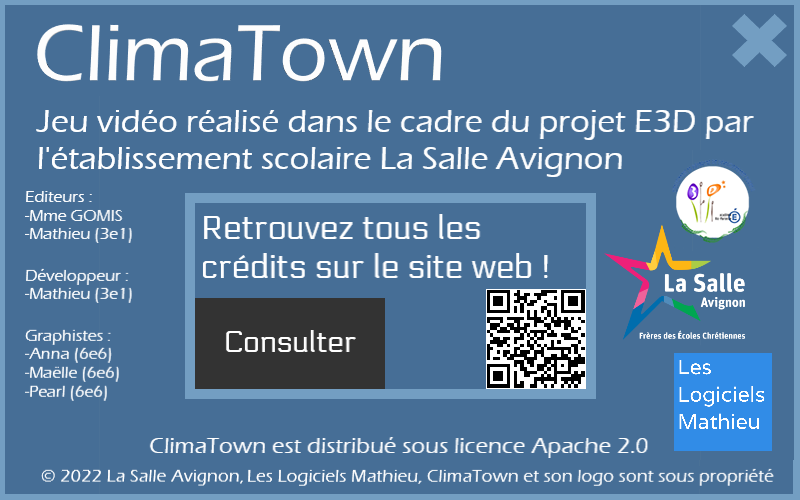 ClimaTown
Jeu vidéo réalisé dans le cadre du projet E3D par
l'établissement scolaire La Salle Avignon
Editeurs :
-Mme GOMIS
-Mathieu (3e1)
Développeur :
-Mathieu (3e1)
Graphistes :
-Anna (6e6)
-Maëlle (6e6)
-Pearl (6e6)
Retrouvez tous les
crédits sur le site web !
Consulter
La Salle
Avignon
Frères des Écoles Chrétiennes
Les
Logiciels
Mathieu
ClimaTown est distribué sous licence Apache 2.0
© 2022 La Salle Avignon, Les Logiciels Mathieu, ClimaTown et son logo sont sous propriété